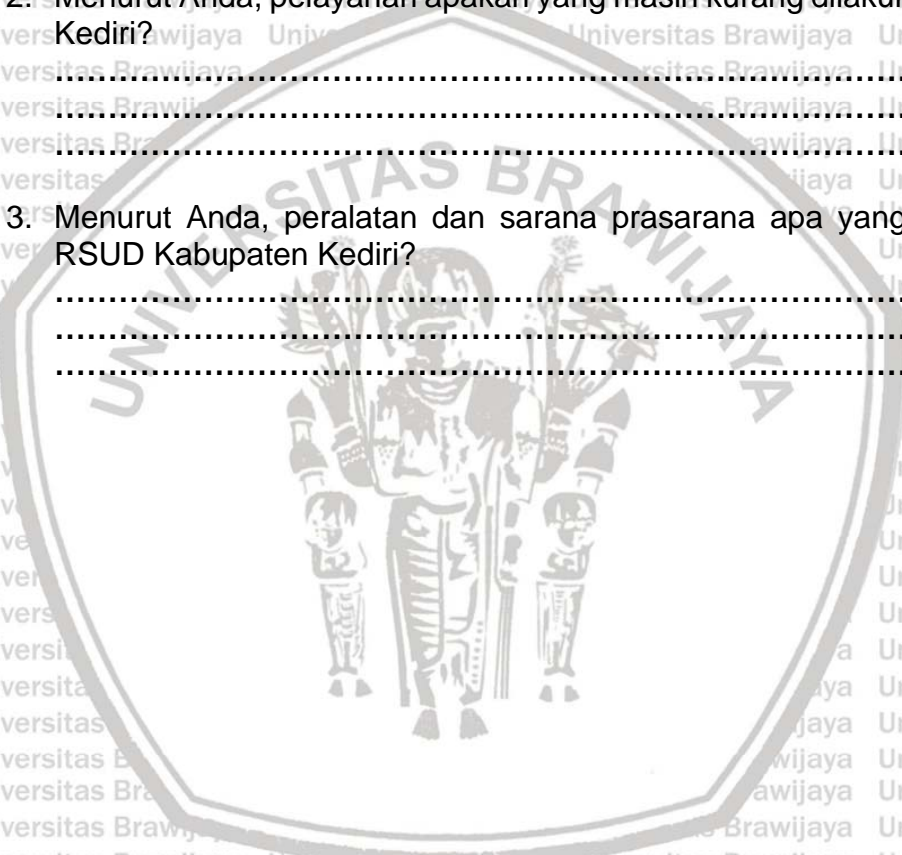 2. Menurut Anda, pelayanan apakah yang masih kurang
Kediri?
........................................................................
........................................................................
........................................................................
3. Menurut Anda, peralatan dan sarana prasarana apa yang
RSUD Kabupaten Kediri?
........................................................................
........................................................................
........................................................................
UNIVERSITAS BRAWIJAYA